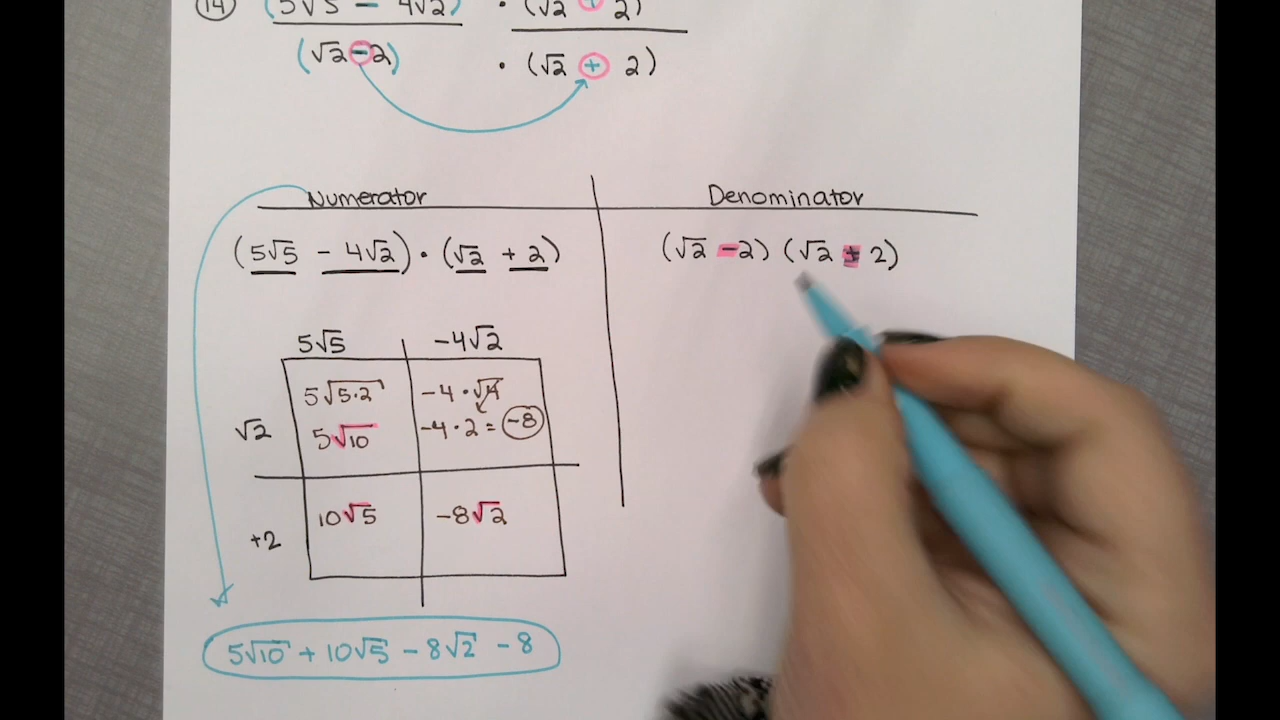 14 (5√5 − 4√2) · (√2 + 2)
(√2 − 2) · (√2 + 2)
Numerator
(5√5 − 4√2) · (√2 + 2)
5√5 −4√2
√2
5√5·2 −4 · √4
5√10 −4 · 2 = −8
+2
10√5 −8√2
5√10 + 10√5 − 8√2 − 8
Denominator
(√2 − 2) (√2 + 2)